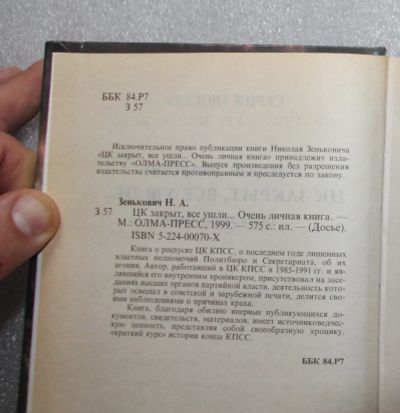 ББК 84.Р7
З 57
Исключительное право публикации книги Николая Зеньковича
«ЦК закрыт, все ушли... Очень личная книга» принадлежит изда-
тельству «ОЛМА-ПРЕСС». Выпуск произведения без разрешения
издательства считается противоправным и преследуется по закону.
Зенькович Н. А.
З 57 ЦК закрыт, все ушли... Очень личная книга. —
М.: ОЛМА-ПРЕСС, 1999. — 575 с.: ил. — (Досье).
ISBN 5-224-00070-X
Книга о роспуске ЦК КПСС, о последнем годе лишенных
властных полномочий Политбюро и Секретариата, об их
агонии. Автор, работавший в ЦК КПСС в 1985-1991 гг. и яв-
лявшийся его внутренним хроникером, присутствовал на засе-
даниях высших органов партийной власти, деятельность кото-
рых освещал в советской и зарубежной печати, делится свои-
ми наблюдениями о причинах краха.
Книга, благодаря обилию впервые публикующихся до-
кументов, свидетельств, материалов, имеет источниковедчес-
кую ценность, представляя собой своеобразную хронику,
«краткий курс» истории конца КПСС.
ББК 84.Р7